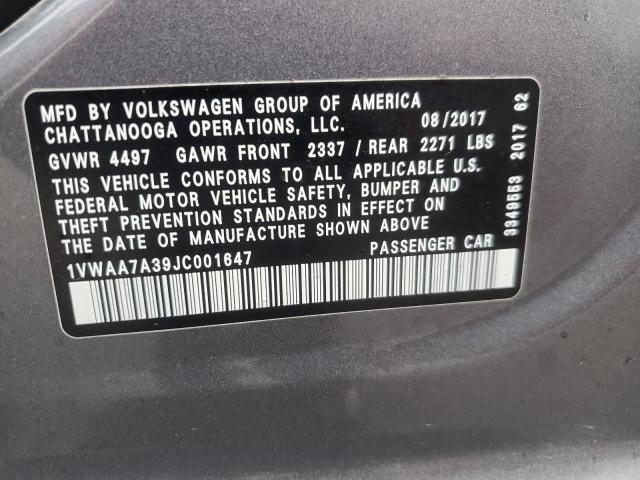 MFD BY VOLKSWAGEN GROUP OF AMERICA
CHATTANOOGA OPERATIONS, LLC. 08/2017
GVWR 4497 GAWR FRONT 2337 / REAR 2271 LBS
THIS VEHICLE CONFORMS TO ALL APPLICABLE U.S.
FEDERAL MOTOR VEHICLE SAFETY, BUMPER AND
THEFT PREVENTION STANDARDS IN EFFECT ON
THE DATE OF MANUFACTURE SHOWN ABOVE
1VWAA7A39JC001647 PASSENGER CAR
3349553 2017 62